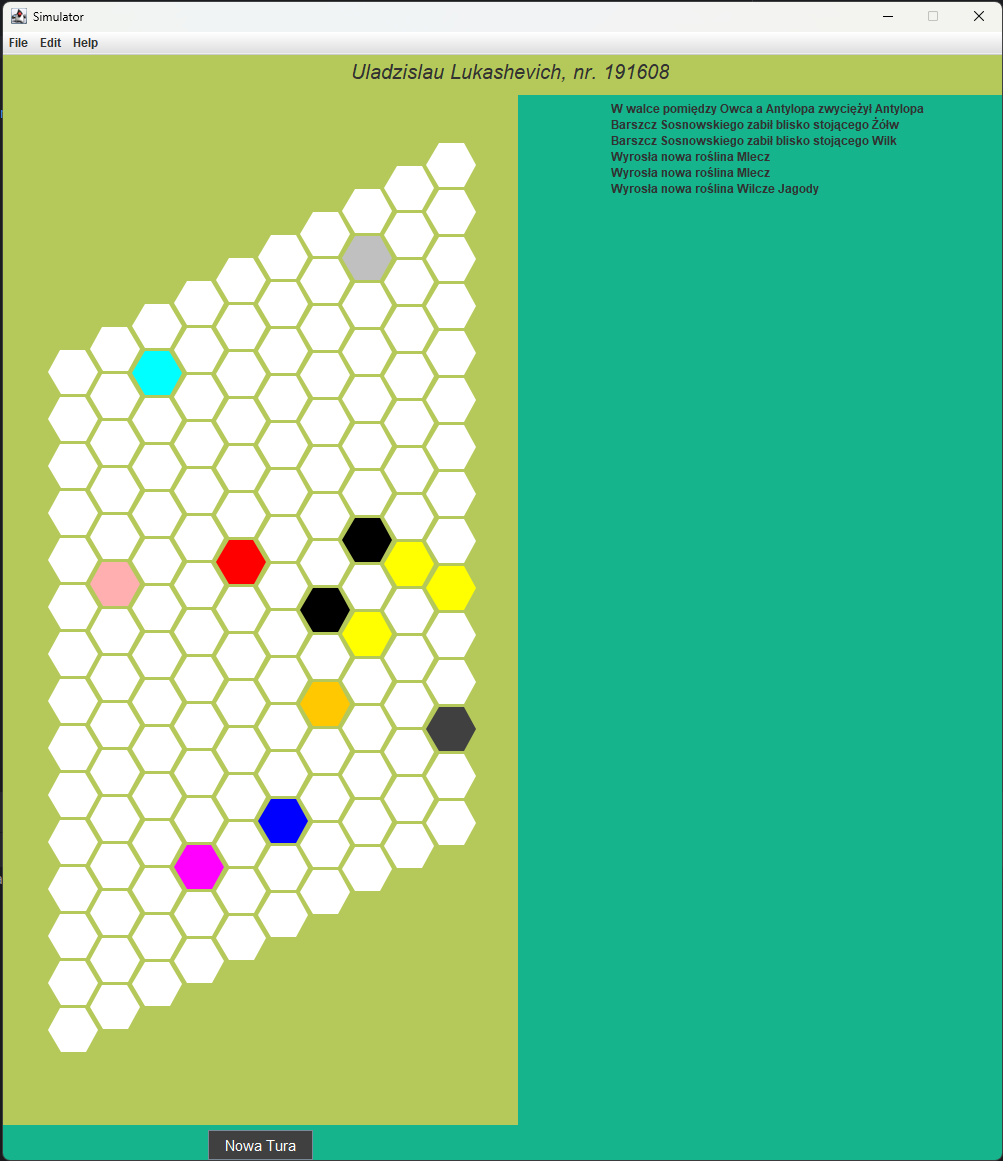 Simulator
File Edit Help
Uladzislau Lukashevich, nr. 191608
W walce pomiędzy Owca a Antylopa zwyciężył Antylopa
Barszcz Sosnowskiego zabił blisko stojącego Żółw
Barszcz Sosnowskiego zabił blisko stojącego Wilk
Wyrosła nowa roślina Mlecz
Wyrosła nowa roślina Mlecz
Wyrosła nowa roślina Wilcze Jagody
Nowa Tura